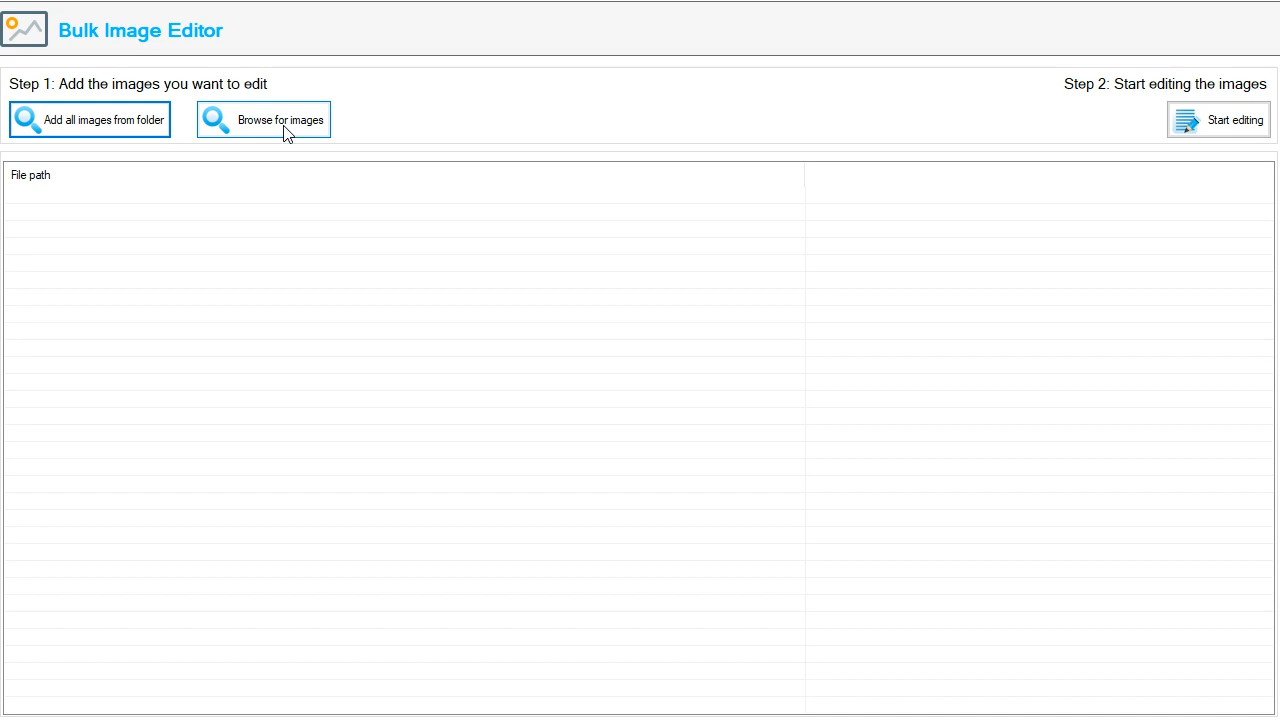 Bulk Image Editor
Step 1: Add the images you want to edit
Step 2: Start editing the images
Add all images from folder
Browse for images
Start editing
File path